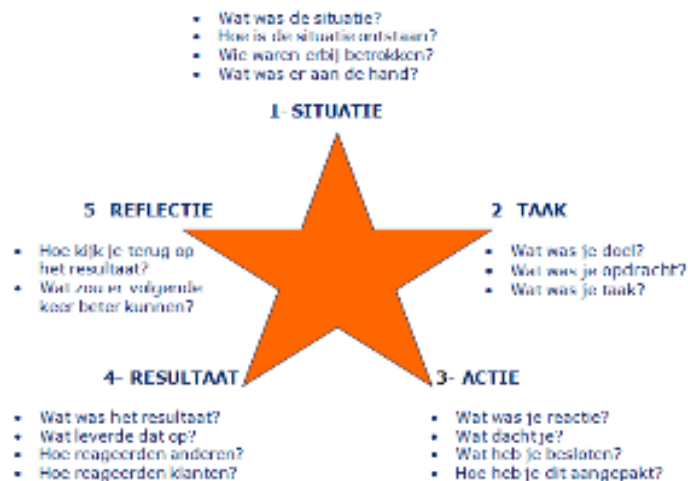 • Wat was de situatie?
• Hoe is de situatie ontstaan?
• Wie waren erbij betrokken?
• Wat was er aan de hand?
1- SITUATIE
5 REFLECTIE
• Hoe kijk je terug op
het resultaat?
• Wat zou er volgende
keer beter kunnen?
2 TAAK
• Wat was je doel?
• Wat was je opdracht?
• Wat was je taak?
4- RESULTAAT
• Wat was het resultaat?
• Wat leverde dat op?
• Hoe reageerden anderen?
• Hoe reageerden klanten?
3- ACTIE
• Wat was je reactie?
• Wat dacht je?
• Wat heb je besloten?
• Hoe heb je dit aangepakt?